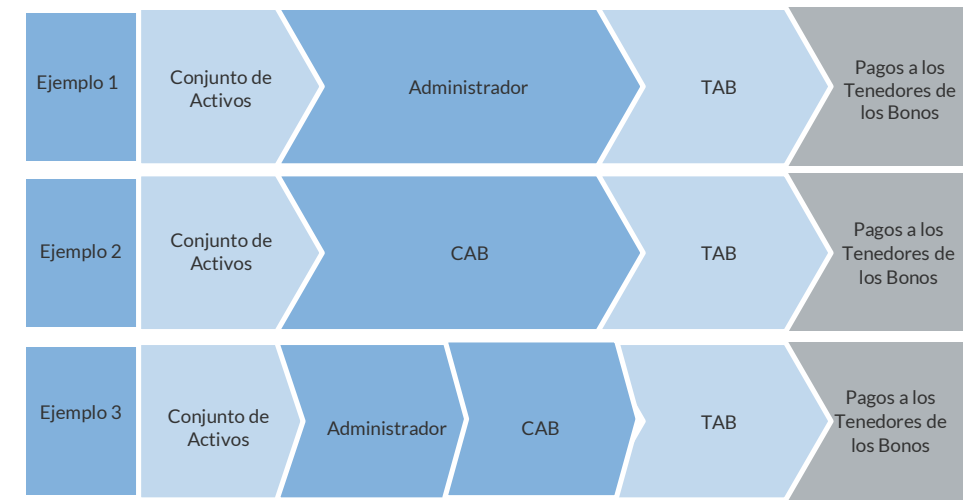 Ejemplo 1
Conjunto de
Activos
Administrador
TAB
Pagos a los
Tenedores de
los Bonos
Ejemplo 2
Conjunto de
Activos
CAB
TAB
Pagos a los
Tenedores de
los Bonos
Ejemplo 3
Conjunto de
Activos
Administrador
CAB
TAB
Pagos a los
Tenedores de
los Bonos